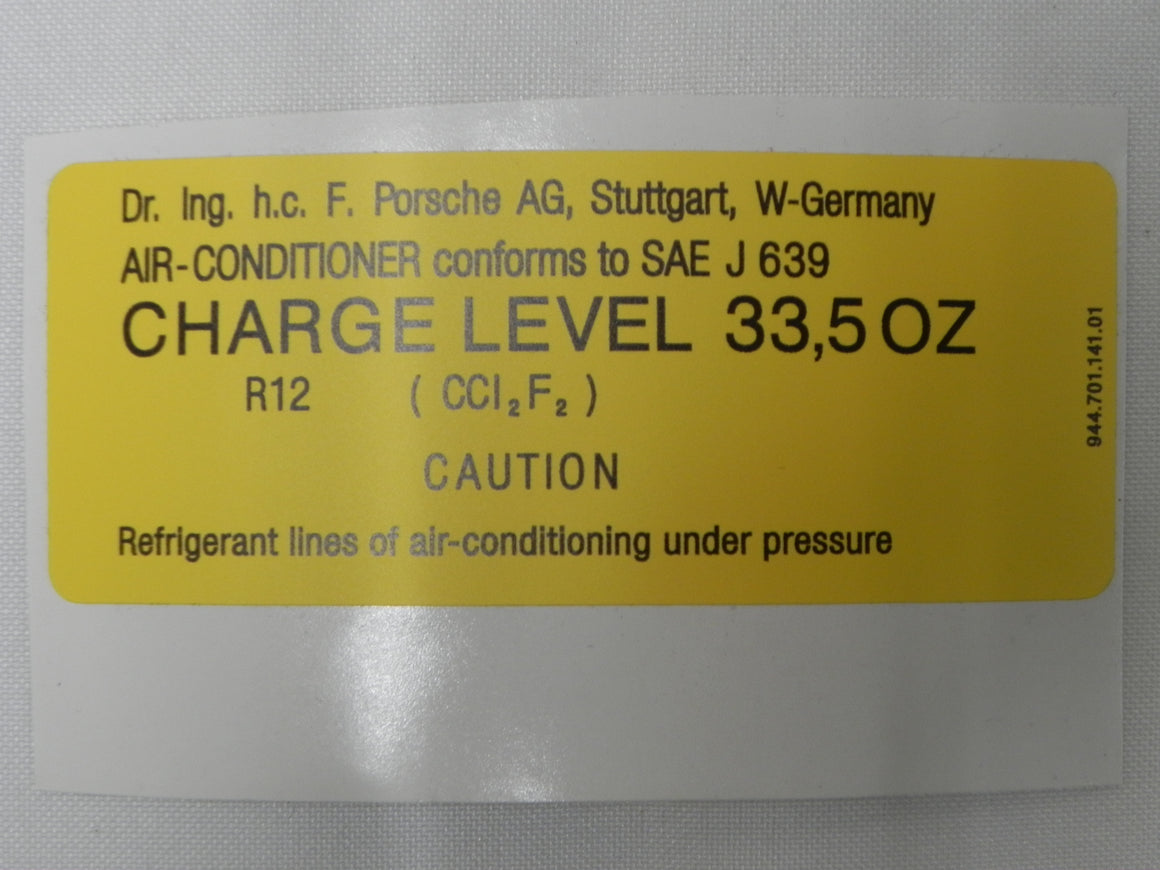 Dr. Ing. h.c. F. Porsche AG, Stuttgart, W-Germany
AIR-CONDITIONER conforms to SAE J 639
CHARGE LEVEL 33,5 OZ
R12 ( CCl₂F₂ )
CAUTION
Refrigerant lines of air-conditioning under pressure
944.701.141.01